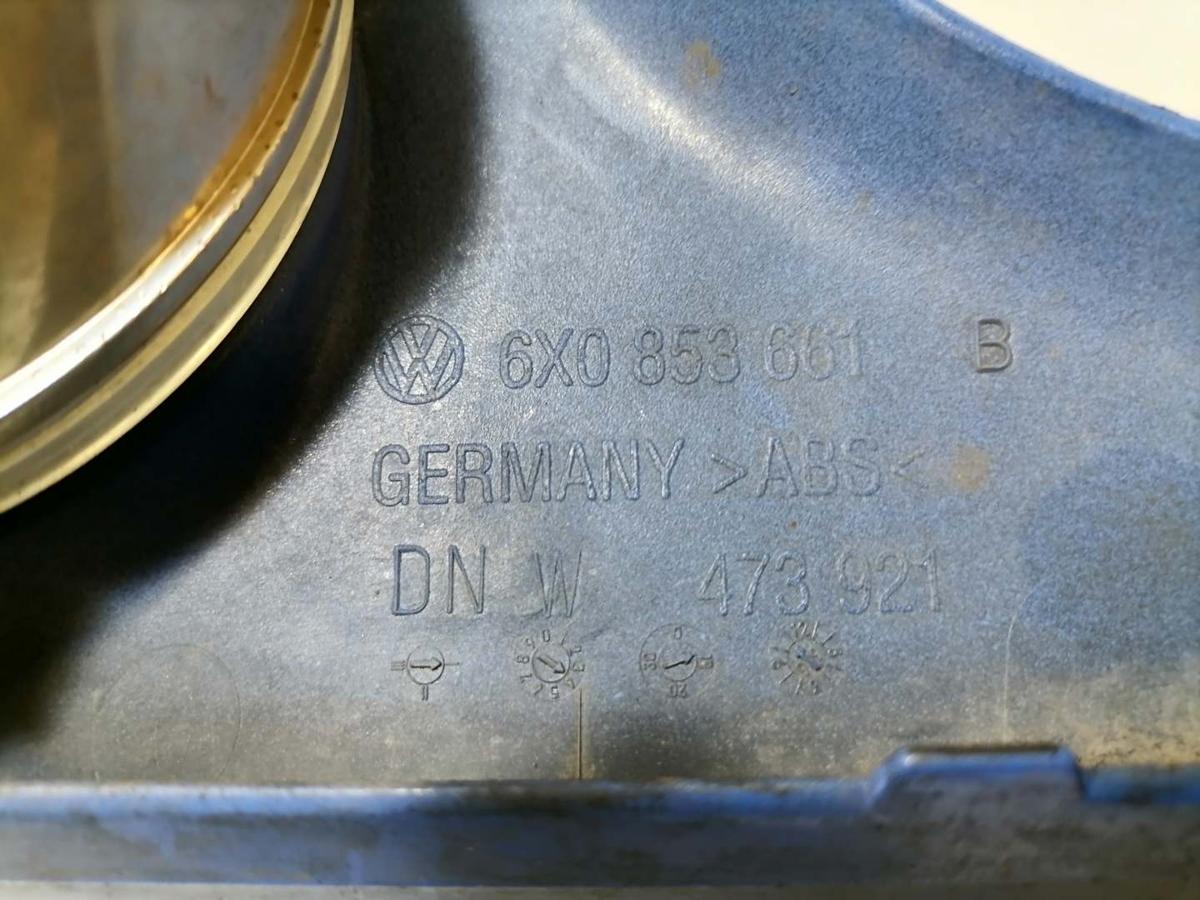 6X0 853 661 B
GERMANY >ABS<
DN W 473 921